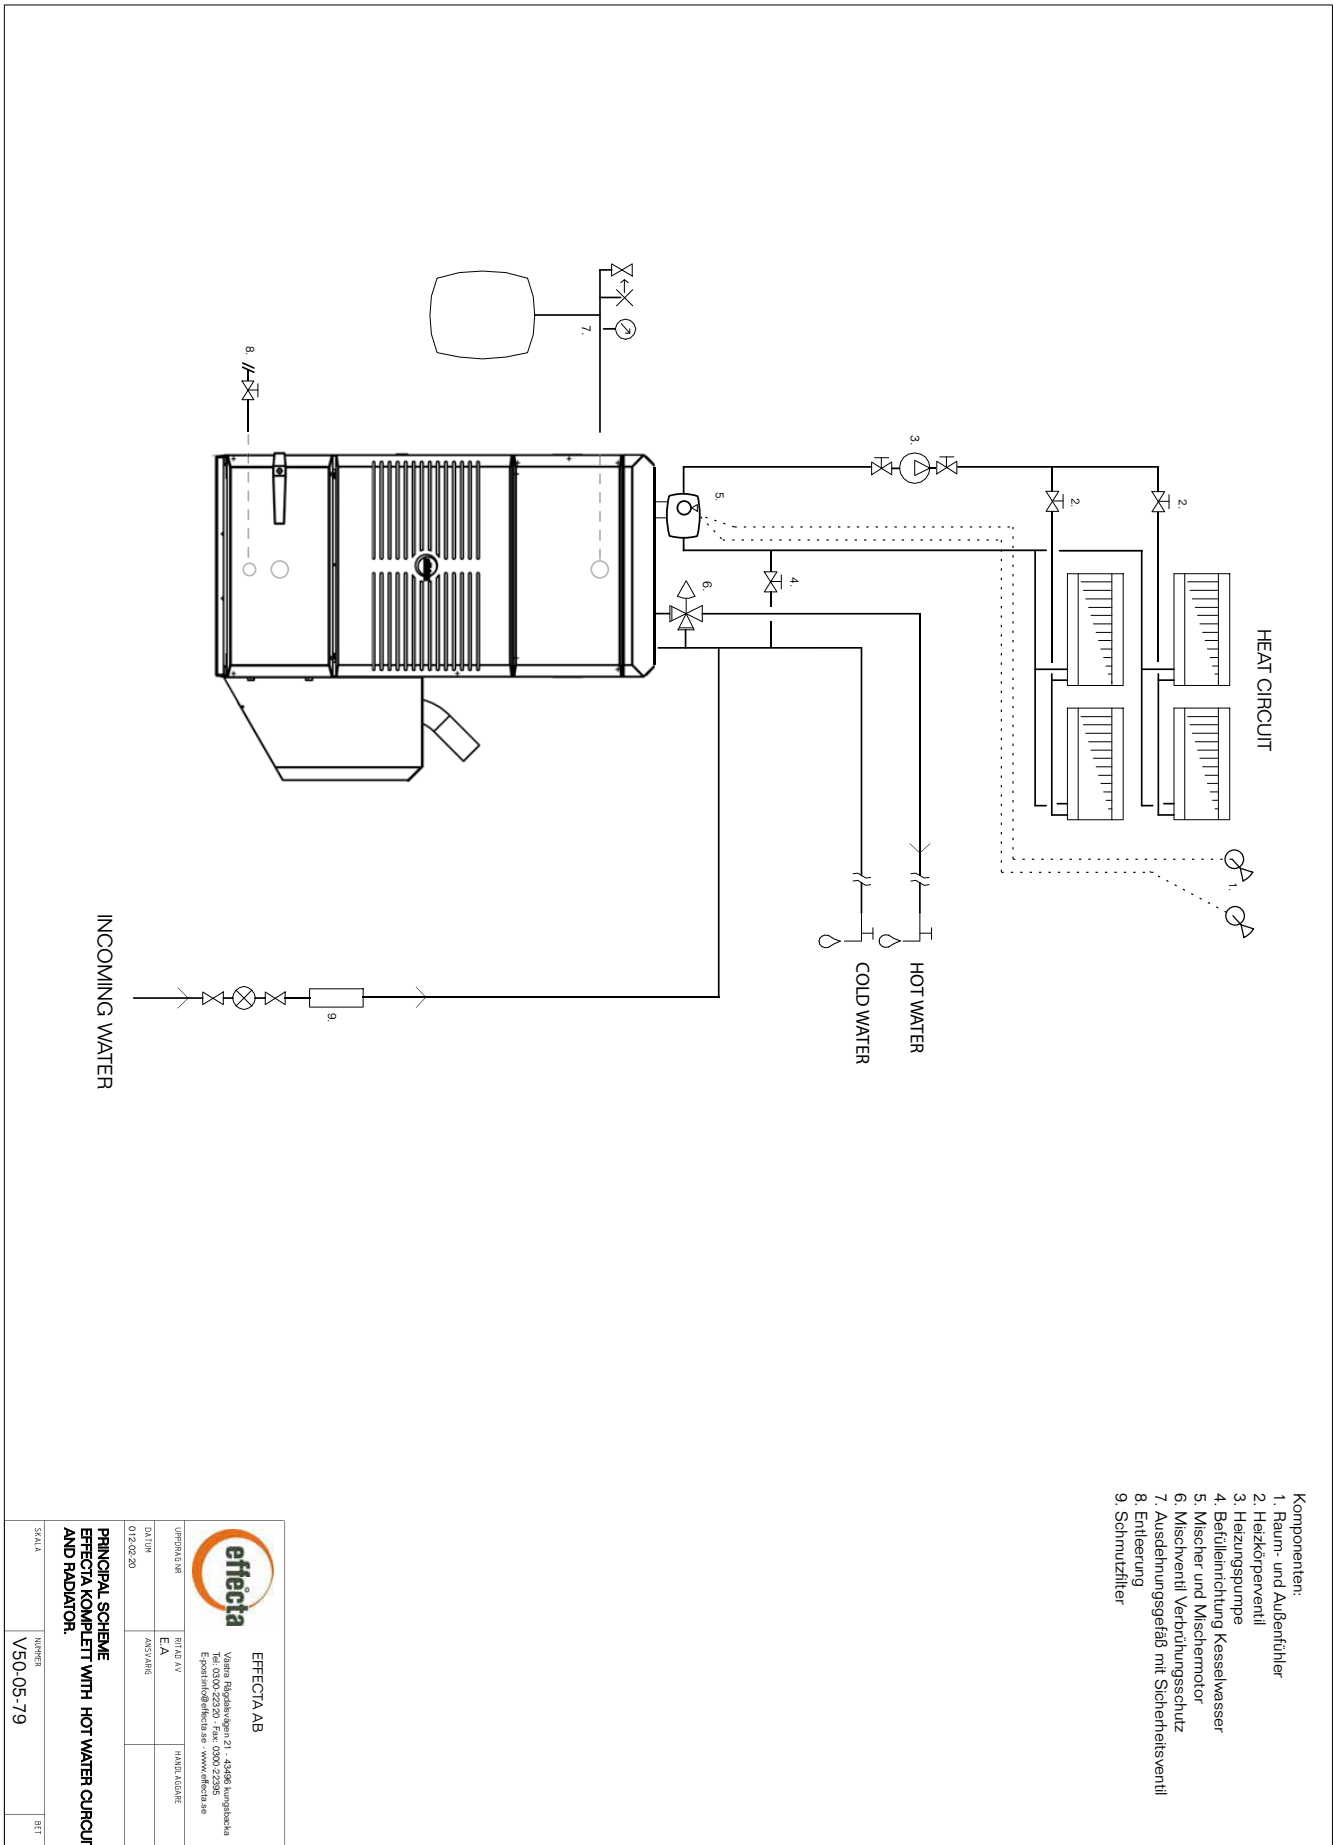 HEAT CIRCUIT
1.
2.
2.
3.
4.
5.
6.
7.
8.
9.
HOT WATER
COLD WATER
INCOMING WATER
Komponenten:
1. Raum- und Außenfühler
2. Heizkörperventil
3. Heizungspumpe
4. Befülleinrichtung Kesselwasser
5. Mischer und Mischermotor
6. Mischventil Verbrühungsschutz
7. Ausdehnungsgefäß mit Sicherheitsventil
8. Entleerung
9. Schmutzfilter
effecta
EFFECTA AB
Västra Rågdalsvägen 21 - 43496 kungsbacka
Tel: 0300-22320 - Fax: 0300-22395
E-post:info@effecta.se - www.effecta.se
UPPDRAG NR
RITAD AV
E.A
HANDLÄGGARE
DATUM
012-02-20
ANSVARIG
PRINCIPAL SCHEME
EFFECTA KOMPLETT WITH HOT WATER CURCUI
AND RADIATOR.
SKALA
NUMMER
V50-05-79
BET